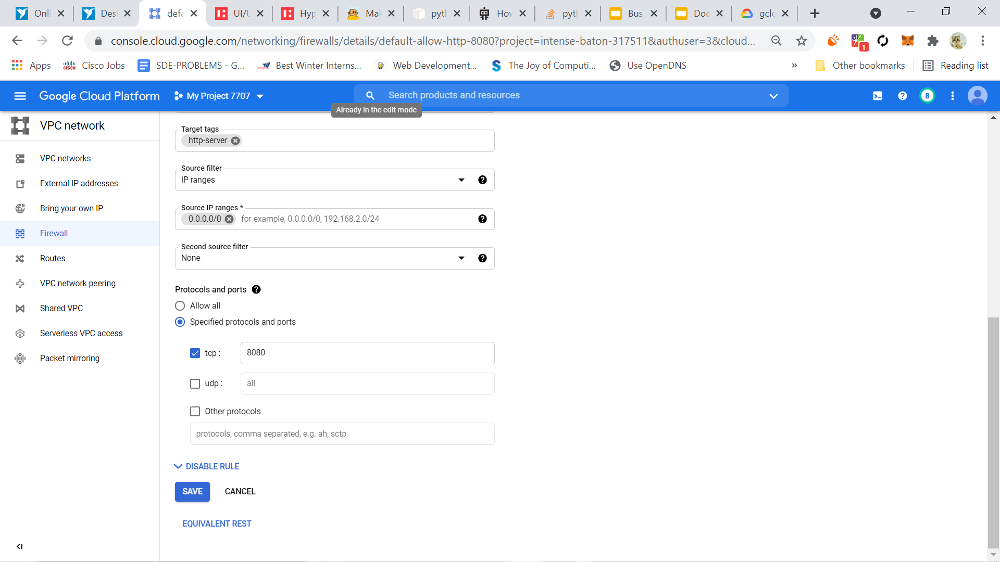 Onli
Desi
defa
UI/U
Hyp
Mak
pyth
How
pyth
Bus
Doc
gclo
console.cloud.google.com/networking/firewalls/details/default-allow-http-8080?project=intense-baton-317511&authuser=3&cloud...
1
Apps
Cisco Jobs
SDE-PROBLEMS - G...
Best Winter Interns...
Web Development...
The Joy of Computi...
Use OpenDNS
»
Other bookmarks
Reading list
Google Cloud Platform
My Project 7707
Search products and resources
8
Already in the edit mode
VPC network
VPC networks
External IP addresses
Bring your own IP
Firewall
Routes
VPC network peering
Shared VPC
Serverless VPC access
Packet mirroring
Target tags
http-server
Source filter
IP ranges
Source IP ranges *
0.0.0.0/0 for example, 0.0.0.0/0, 192.168.2.0/24
Second source filter
None
Protocols and ports
Allow all
Specified protocols and ports
tcp : 8080
udp : all
Other protocols
protocols, comma separated, e.g. ah, sctp
DISABLE RULE
SAVE CANCEL
EQUIVALENT REST